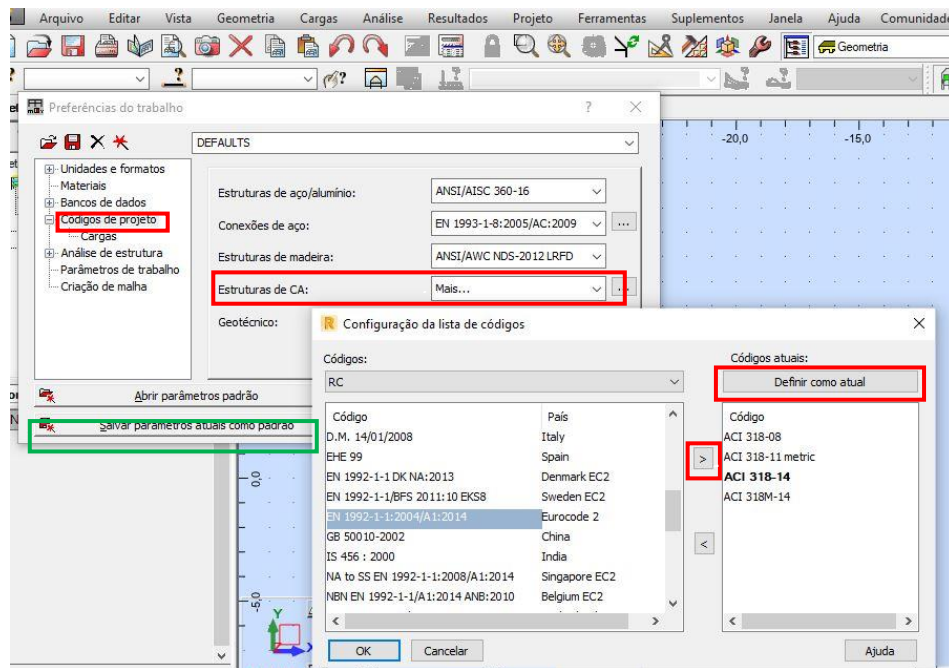 Arquivo Editar Vista Geometria Cargas Análise Resultados Projeto Ferramentas Suplementos Janela Ajuda Comunidade
Geometria
Preferências do trabalho
DEFAULTS
-20,0 -15,0
Unidades e formatos
Materiais
Bancos de dados
Códigos de projeto
Cargas
Análise de estrutura
Parâmetros de trabalho
Criação de malha
Estruturas de aço/alumínio: ANSI/AISC 360-16
Conexões de aço: EN 1993-1-8:2005/AC:2009 ...
Estruturas de madeira: ANSI/AWC NDS-2012 LRFD
Estruturas de CA: Mais... ...
Geotécnico:
Abrir parâmetros padrão
Salvar parâmetros atuais como padrão
Configuração da lista de códigos
Códigos:
RC
Código País
D.M. 14/01/2008 Italy
EHE 99 Spain
EN 1992-1-1 DK NA:2013 Denmark EC2
EN 1992-1-1/BFS 2011:10 EKS8 Sweden EC2
EN 1992-1-1:2004/A1:2014 Eurocode 2
GB 50010-2002 China
IS 456 : 2000 India
NA to SS EN 1992-1-1:2008/A1:2014 Singapore EC2
NBN EN 1992-1-1/A1:2014 ANB:2010 Belgium EC2
>
<
Códigos atuais:
Definir como atual
Código
ACI 318-08
ACI 318-11 metric
ACI 318-14
ACI 318M-14
OK Cancelar Ajuda
0,0
-5,0
Y